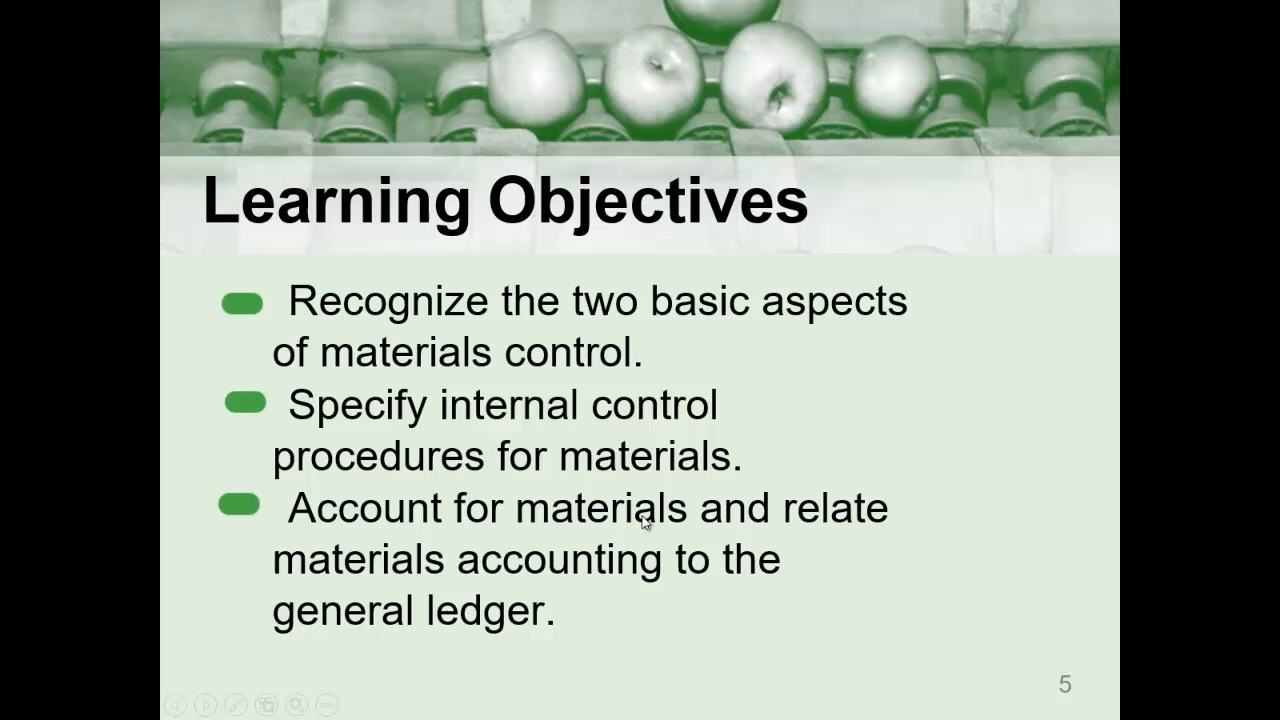 Learning Objectives
Recognize the two basic aspects
of materials control.
Specify internal control
procedures for materials.
Account for materials and relate
materials accounting to the
general ledger.
5